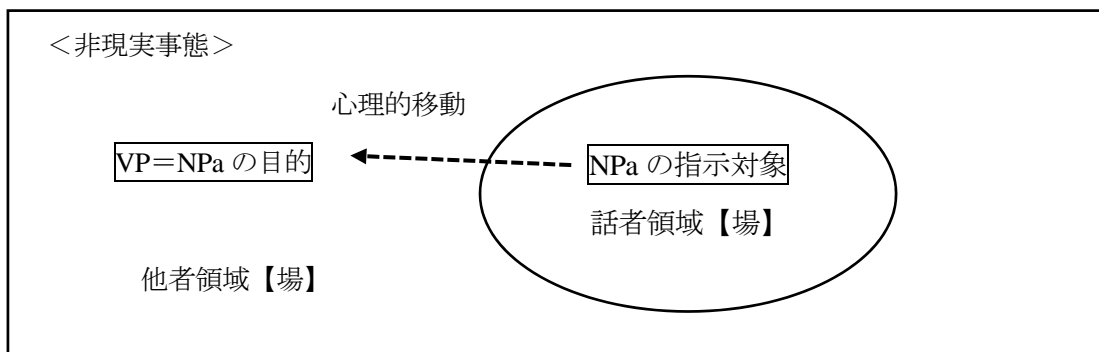 ＜非現実事態＞
心理的移動
VP＝NPa の目的
NPa の指示対象
話者領域【場】
他者領域【場】